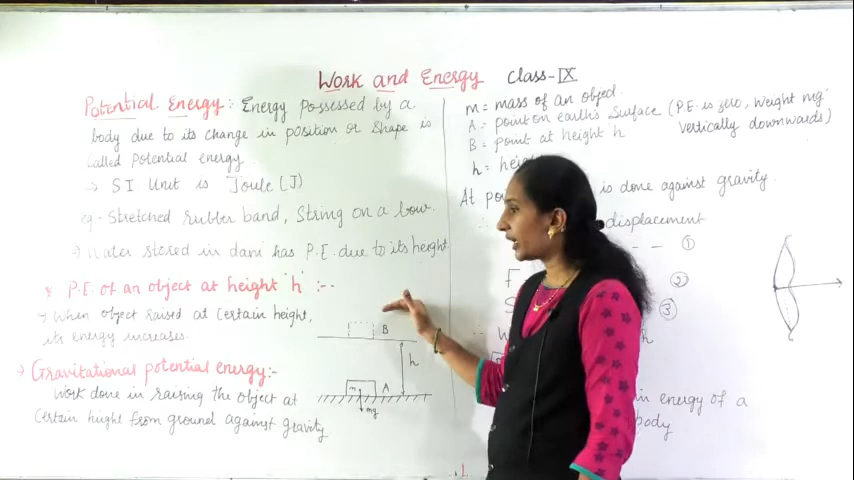 Work and Energy Class-IX
Potential Energy: Energy possessed by a
body due to its change in position or shape is
called potential energy.
→ SI Unit is Joule (J)
eg - Stretched rubber band, String on a bow.
→ Water stored in dam has P.E. due to its height
* P.E. of an object at height 'h' :--
→ When object raised at certain height,
its energy increases.
→ Gravitational potential energy:-
Work done in raising the object at
certain hight from ground against gravity
B
h
m A
mg
m = mass of an object.
A = point on earth's surface (P.E. is zero, weight mg
vertically downwards)
B = point at height h
h =
At is done against gravity.
∴ displacement
- - ①
F ②
S ③
∴ W h
m
in energy of a
body